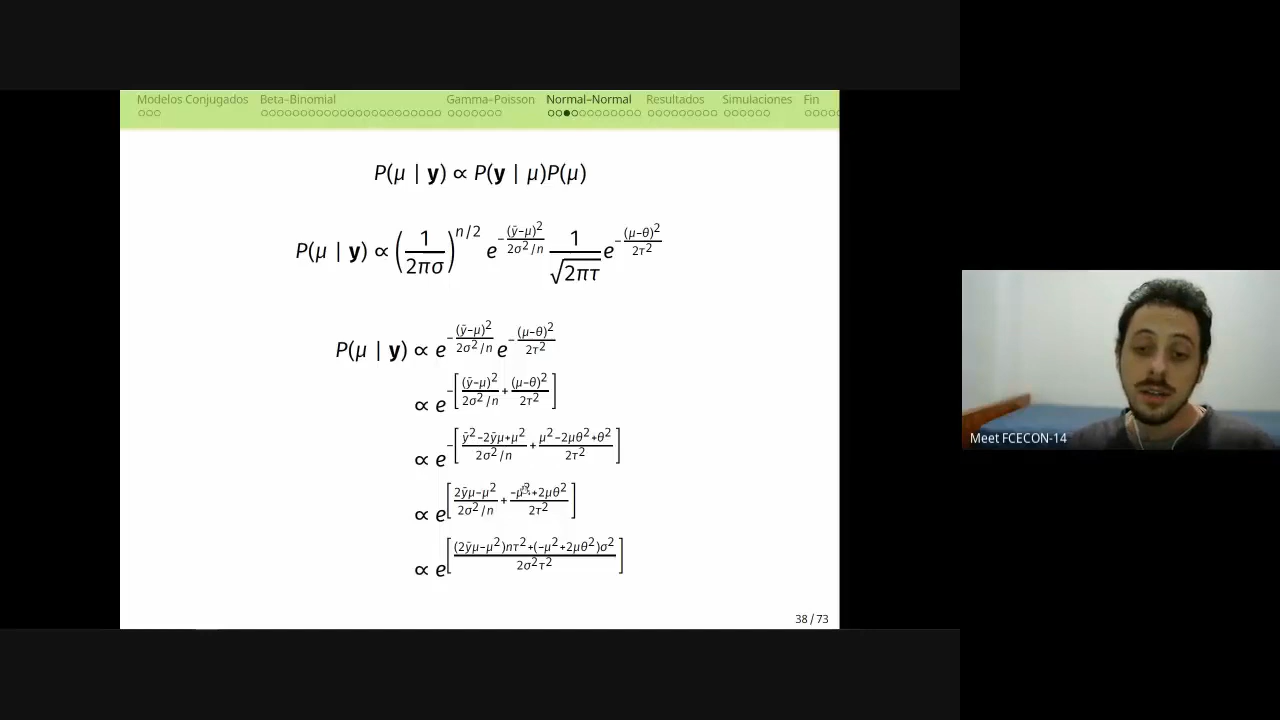 Modelos Conjugados Beta–Binomial Gamma–Poisson Normal–Normal Resultados Simulaciones Fin
P(μ | y) ∝ P(y | μ)P(μ)
P(μ | y) ∝ (1/2πσ)^{n/2} e^{−(ȳ−μ)²/(2σ²/n)} 1/√(2πτ) e^{−(μ−θ)²/(2τ²)}
P(μ | y) ∝ e^{−(ȳ−μ)²/(2σ²/n)} e^{−(μ−θ)²/(2τ²)}
∝ e^{−[(ȳ−μ)²/(2σ²/n) + (μ−θ)²/(2τ²)]}
∝ e^{−[(ȳ²−2ȳμ+μ²)/(2σ²/n) + (μ²−2μθ²+θ²)/(2τ²)]}
∝ e^{[(2ȳμ−μ²)/(2σ²/n) + (−μ²+2μθ²)/(2τ²)]}
∝ e^{[((2ȳμ−μ²)nτ²+(−μ²+2μθ²)σ²)/(2σ²τ²)]}
38 / 73
Meet FCECON-14